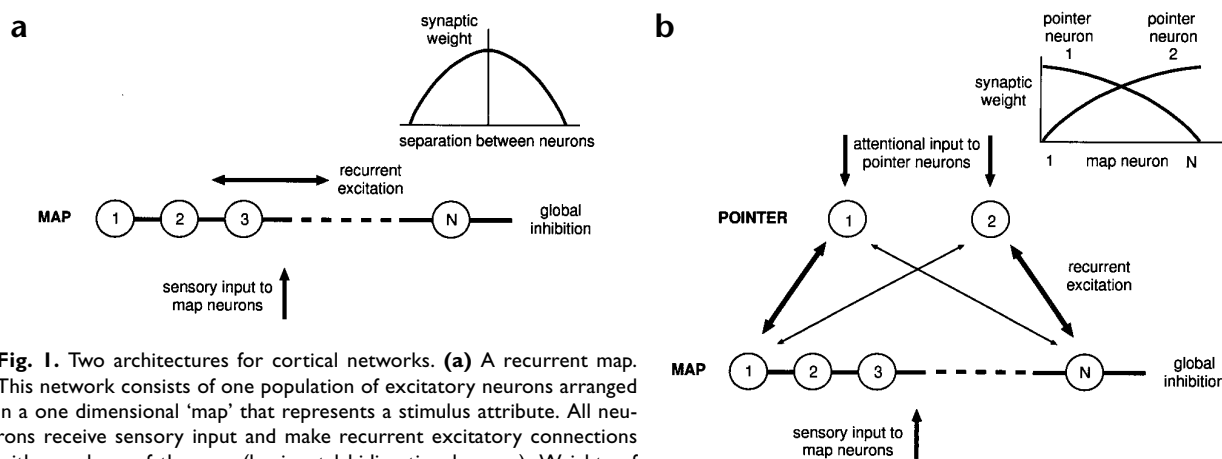 a
synaptic
weight
separation between neurons
recurrent
excitation
MAP
1
2
3
N
global
inhibition
sensory input to
map neurons
Fig. 1. Two architectures for cortical networks. (a) A recurrent map.
This network consists of one population of excitatory neurons arranged
in a one dimensional 'map' that represents a stimulus attribute. All neu-
rons receive sensory input and make recurrent excitatory connections
b
pointer
neuron
1
pointer
neuron
2
synaptic
weight
1 map neuron N
attentional input to
pointer neurons
POINTER
1
2
recurrent
excitation
MAP
1
2
3
N
global
inhibition
sensory input to
map neurons